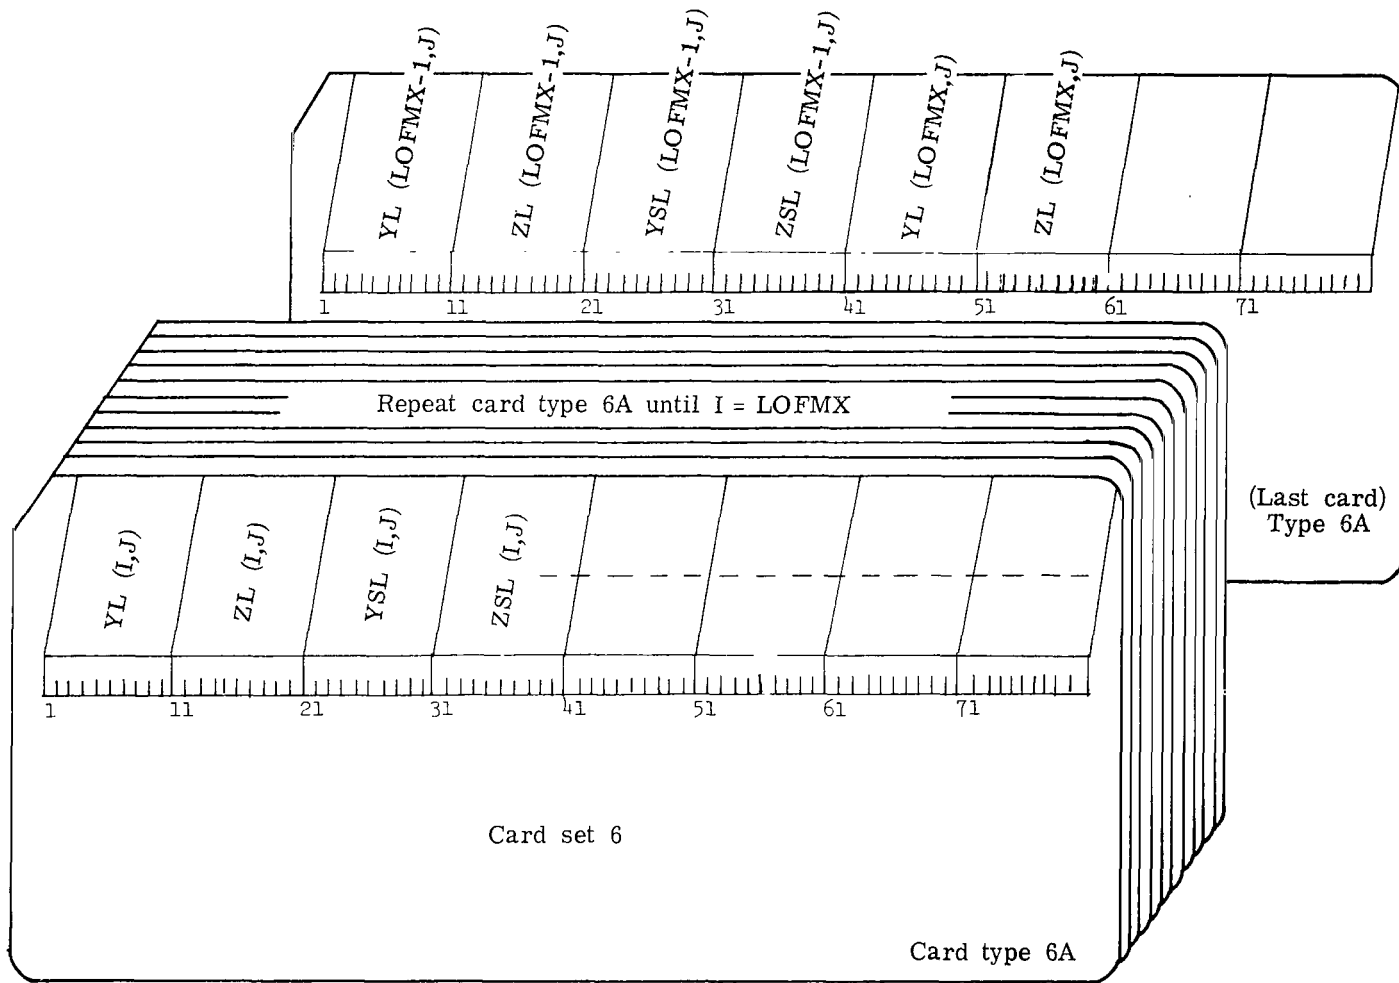 YL (LOFMX-1,J)
ZL (LOFMX-1,J)
YSL (LOFMX-1,J)
ZSL (LOFMX-1,J)
YL (LOFMX,J)
ZL (LOFMX,J)
1 11 21 31 41 51 61 71
Repeat card type 6A until I = LOFMX
(Last card)
Type 6A
YL (I,J)
ZL (I,J)
YSL (I,J)
ZSL (I,J)
1 11 21 31 41 51 61 71
Card set 6
Card type 6A